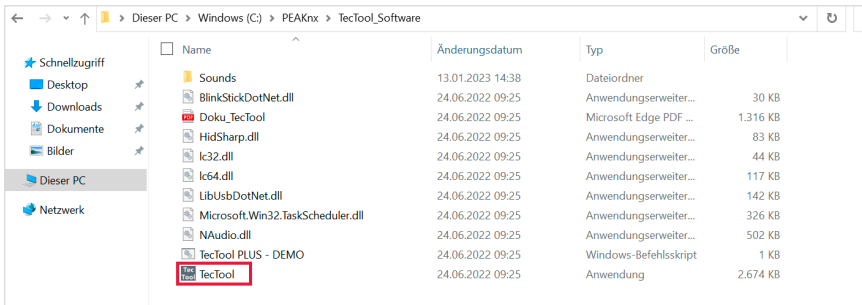 Dieser PC > Windows (C:) > PEAKnx > TecTool_Software
Name Änderungsdatum Typ Größe
Schnellzugriff
Desktop
Downloads
Dokumente
Bilder
Dieser PC
Netzwerk
Sounds 13.01.2023 14:38 Dateiordner
BlinkStickDotNet.dll 24.06.2022 09:25 Anwendungserweiter... 30 KB
PDF Doku_TecTool 24.06.2022 09:25 Microsoft Edge PDF ... 1.316 KB
HidSharp.dll 24.06.2022 09:25 Anwendungserweiter... 83 KB
lc32.dll 24.06.2022 09:25 Anwendungserweiter... 44 KB
lc64.dll 24.06.2022 09:25 Anwendungserweiter... 117 KB
LibUsbDotNet.dll 24.06.2022 09:25 Anwendungserweiter... 142 KB
Microsoft.Win32.TaskScheduler.dll 24.06.2022 09:25 Anwendungserweiter... 326 KB
NAudio.dll 24.06.2022 09:25 Anwendungserweiter... 502 KB
TecTool PLUS - DEMO 24.06.2022 09:25 Windows-Befehlsskript 1 KB
Tec Tool TecTool 24.06.2022 09:25 Anwendung 2.674 KB